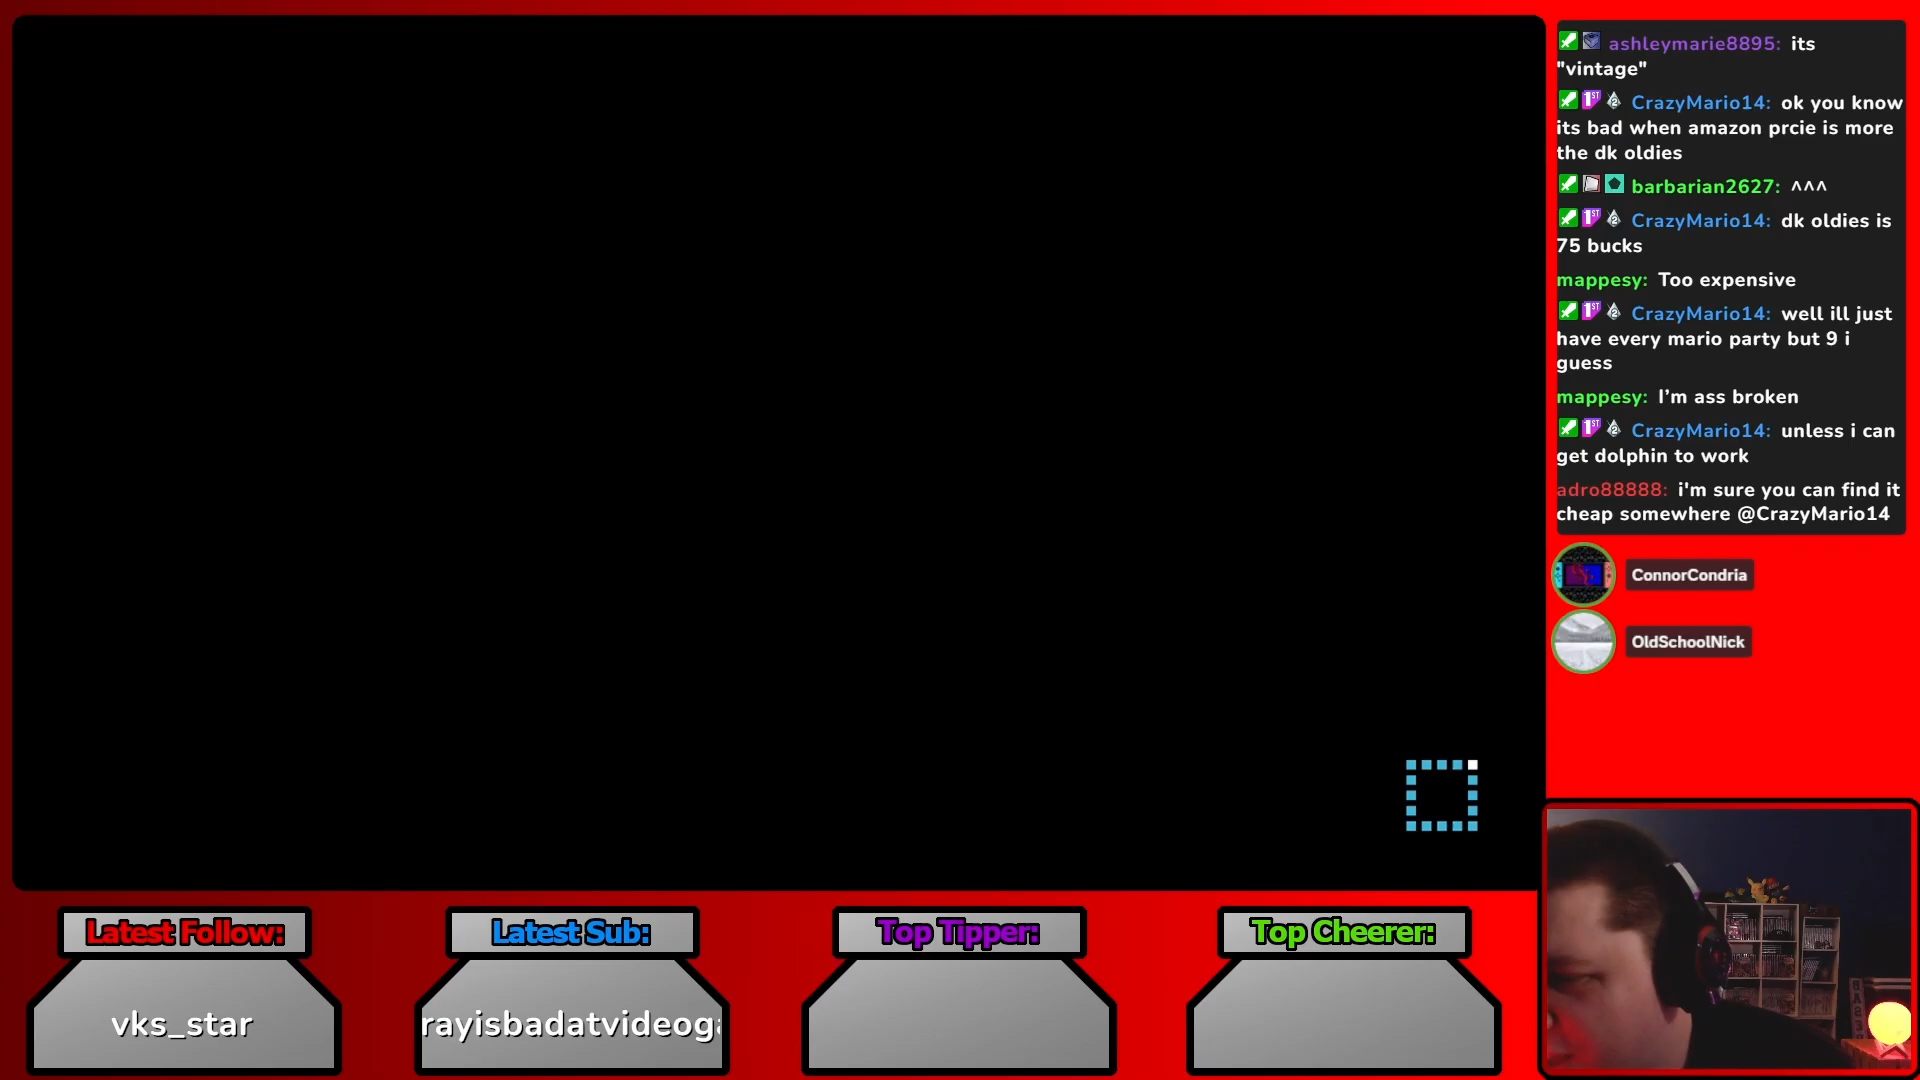 ashleymarie8895: its
"vintage"
CrazyMario14: ok you know
its bad when amazon prcie is more
the dk oldies
barbarian2627: ^^^
CrazyMario14: dk oldies is
75 bucks
mappesy: Too expensive
CrazyMario14: well ill just
have every mario party but 9 i
guess
mappesy: I'm ass broken
CrazyMario14: unless i can
get dolphin to work
adro88888: i'm sure you can find it
cheap somewhere @CrazyMario14
ConnorCondria
OldSchoolNick
Latest Follow:
vks_star
Latest Sub:
rayisbadatvideoga
Top Tipper:
Top Cheerer: